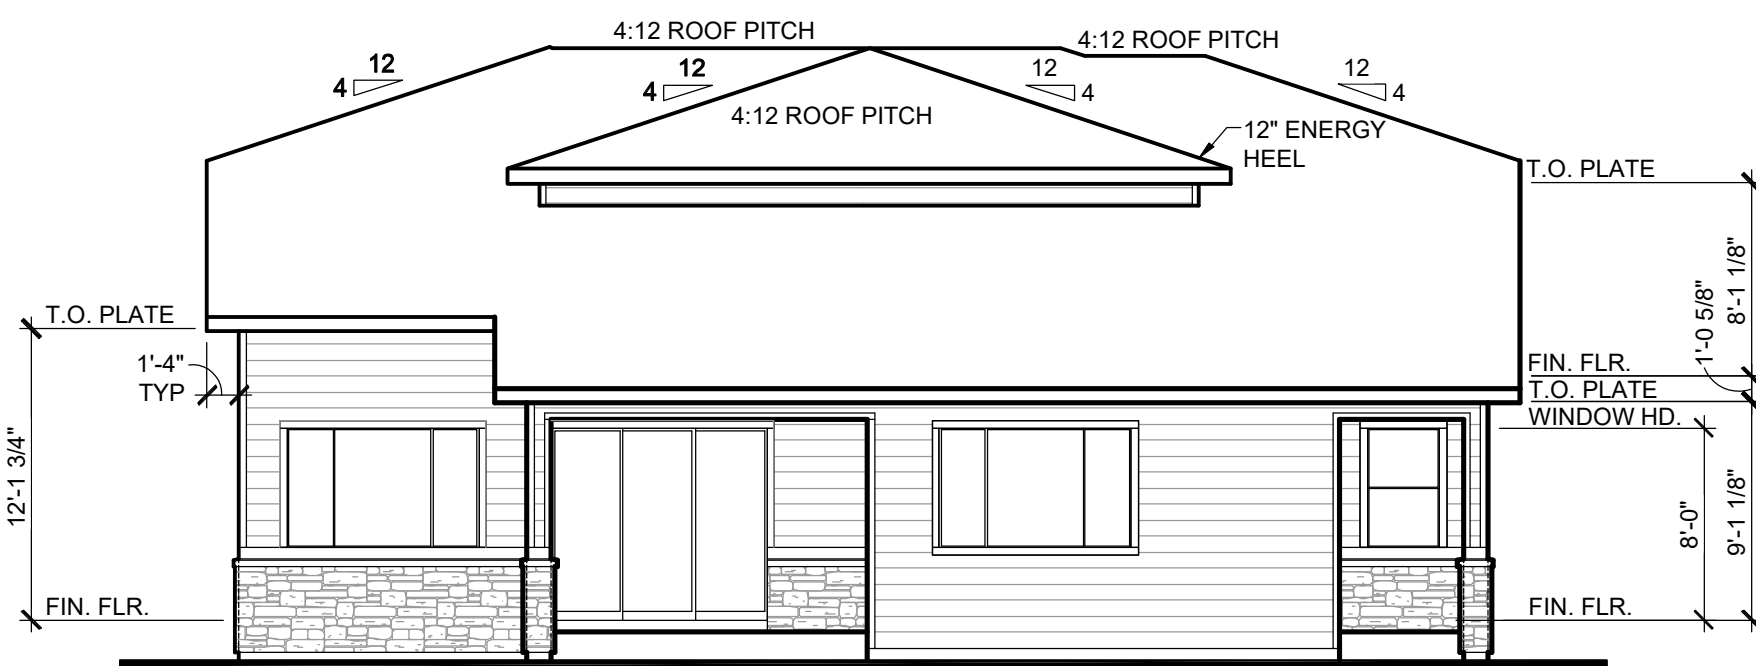 4:12 ROOF PITCH
4:12 ROOF PITCH
12
4
12
4
12
4
12
4
4:12 ROOF PITCH
12" ENERGY
HEEL
T.O. PLATE
8'-1 1/8"
1'-0 5/8"
T.O. PLATE
1'-4"
TYP
FIN. FLR.
T.O. PLATE
WINDOW HD.
12'-1 3/4"
8'-0"
9'-1 1/8"
FIN. FLR.
FIN. FLR.